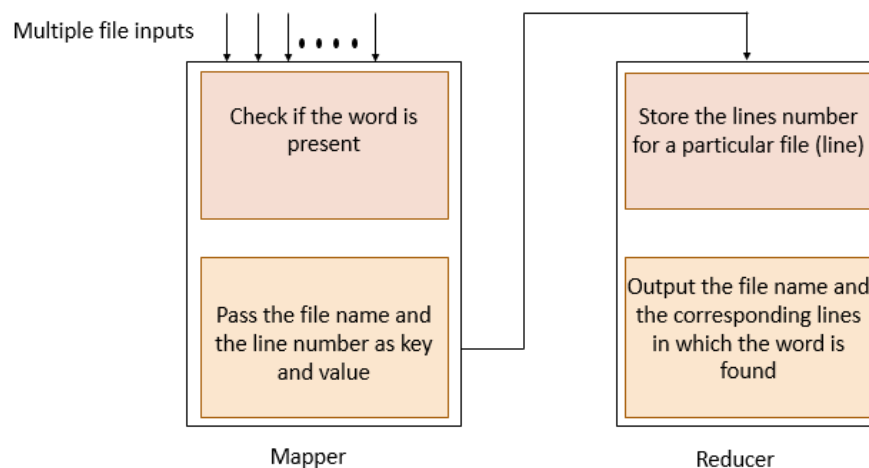 Multiple file inputs
Check if the word is
present
Pass the file name and
the line number as key
and value
Mapper
Store the lines number
for a particular file (line)
Output the file name and
the corresponding lines
in which the word is
found
Reducer